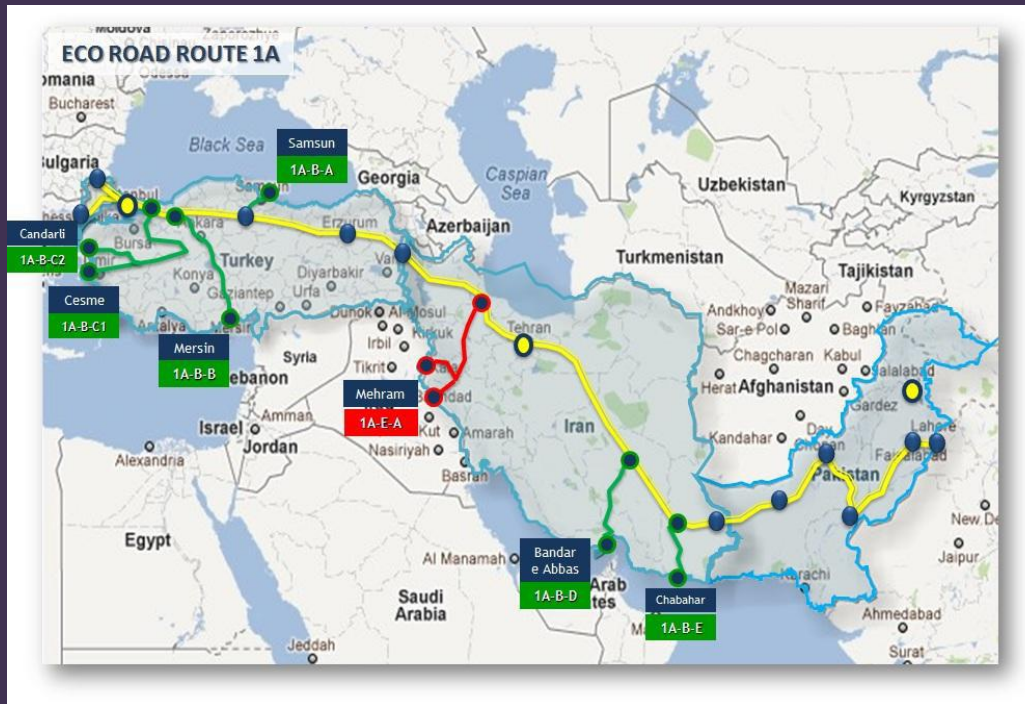 Moldova
Zaporozhye
ECO ROAD ROUTE 1A
Odessa
omania
Bucharest
Black Sea
Samsun
1A-B-A
Bulgaria
Georgia
Caspian
Sea
Uzbekistan
Kyrgyzstan
Erzurum
Azerbaijan
Candarli
1A-B-C2
Bursa
Turkey
Turkmenistan
Tajikistan
Cesme
1A-B-C1
Konya
Diyarbakir
Gaziantep
Urfa
Mazari
Sharif
Andkhoy
Fayzabad
Sar-e Pol
Baghlan
Dunok
Al-Mosul
Irbil
Kirkuk
Tehran
Chagcharan
Kabul
Jalalabad
Antalya
Mersin
1A-B-B
Syria
Tikrit
Herat
Afghanistan
Gardez
ebanon
Mehram
1A-E-A
Baghdad
Israel
Amman
Jordan
Kut
Amarah
Nasiriyah
Basrah
Iran
Kandahar
Lahore
Faisalabad
Pakistan
Alexandria
New De
Jaipur
Egypt
Al Manamah
Bandar
e Abbas
1A-B-D
Arab
tes
Chabahar
1A-B-E
Karachi
Saudi
Arabia
Ahmedabad
Jeddah
Surat